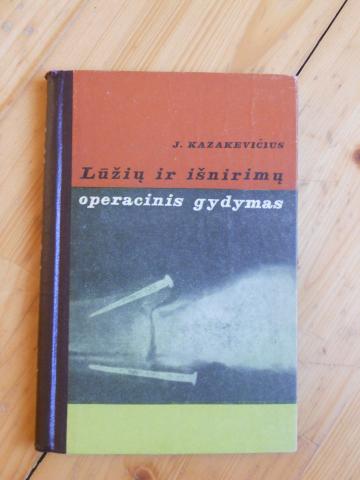 J. KAZAKEVIČIUS
Lūžių ir išnirimų
operacinis gydymas